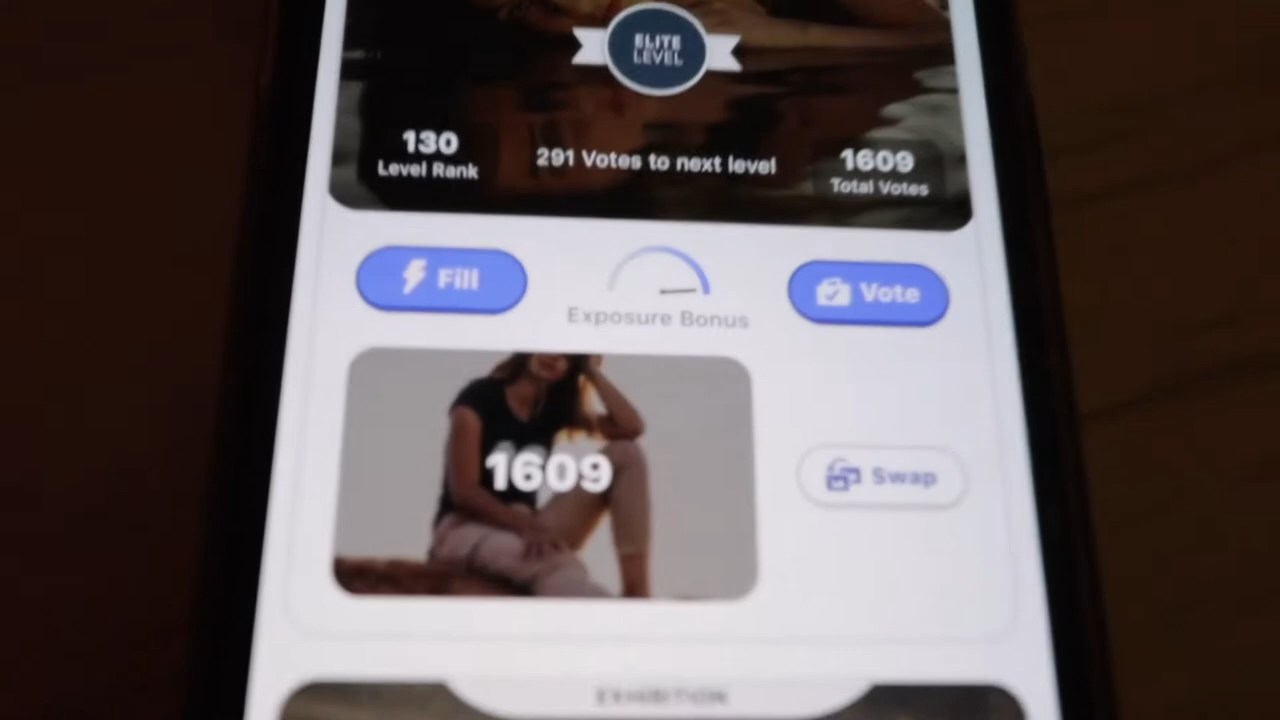 ELITE
LEVEL
130
Level Rank
291 Votes to next level
1609
Total Votes
Fill
Exposure Bonus
Vote
1609
Swap
EXHIBITION